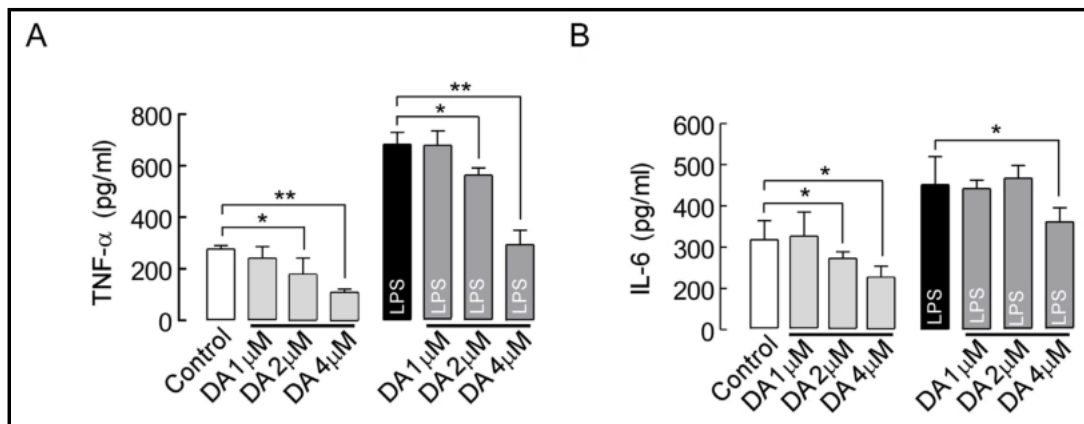 A
TNF-α (pg/ml)
800
600
400
200
0
**
*
**
*
LPS
LPS
LPS
LPS
Control
DA 1μM
DA 2μM
DA 4μM
DA 1μM
DA 2μM
DA 4μM
B
IL-6 (pg/ml)
600
450
400
300
200
0
*
*
*
LPS
LPS
LPS
LPS
Control
DA 1μM
DA 2μM
DA 4μM
DA 1μM
DA 2μM
DA 4μM